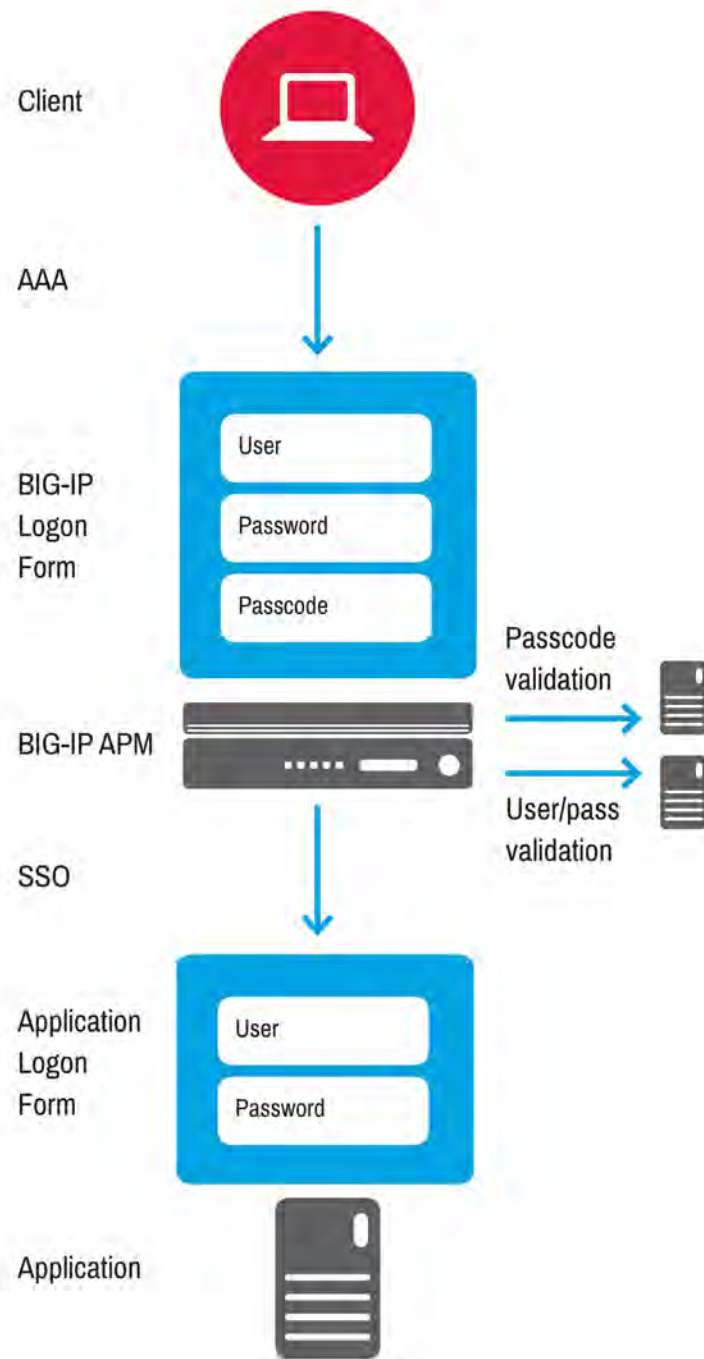 Client
AAA
BIG-IP
Logon
Form
User
Password
Passcode
Passcode
validation
BIG-IP APM
User/pass
validation
SSO
Application
Logon
Form
User
Password
Application